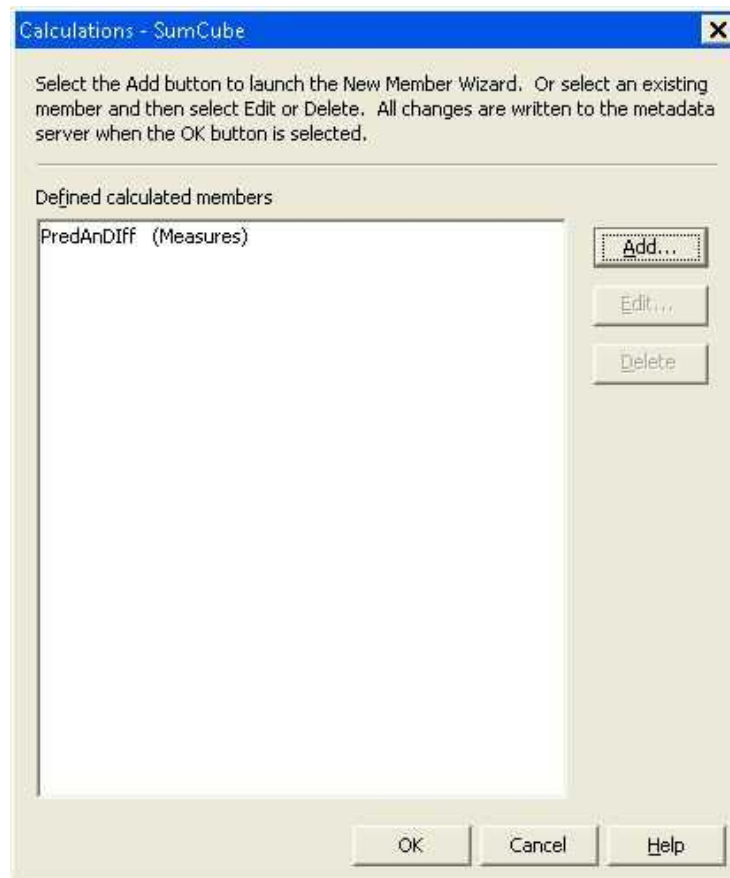 Calculations - SumCube
Select the Add button to launch the New Member Wizard. Or select an existing
member and then select Edit or Delete. All changes are written to the metadata
server when the OK button is selected.
Defined calculated members
PredAnDIff (Measures)
Add...
Edit...
Delete
OK
Cancel
Help